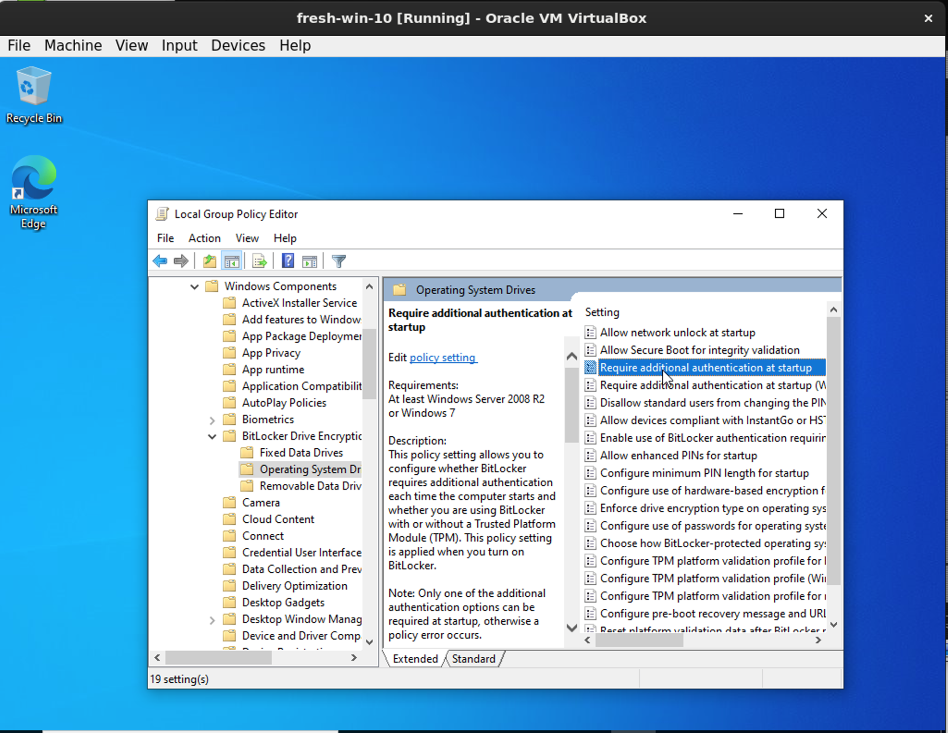 fresh-win-10 [Running] - Oracle VM VirtualBox
File Machine View Input Devices Help
Recycle Bin
Microsoft
Edge
Local Group Policy Editor
File Action View Help
Windows Components
ActiveX Installer Service
Add features to Window
App Package Deploymer
App Privacy
App runtime
Application Compatibilit
AutoPlay Policies
Biometrics
BitLocker Drive Encryptic
Fixed Data Drives
Operating System Dr
Removable Data Driv
Camera
Cloud Content
Connect
Credential User Interface
Data Collection and Prev
Delivery Optimization
Desktop Gadgets
Desktop Window Manag
Device and Driver Comp
Operating System Drives
Require additional authentication at
startup
Edit policy setting
Requirements:
At least Windows Server 2008 R2
or Windows 7
Description:
This policy setting allows you to
configure whether BitLocker
requires additional authentication
each time the computer starts and
whether you are using BitLocker
with or without a Trusted Platform
Module (TPM). This policy setting
is applied when you turn on
BitLocker.
Note: Only one of the additional
authentication options can be
required at startup, otherwise a
policy error occurs.
Setting
Allow network unlock at startup
Allow Secure Boot for integrity validation
Require additional authentication at startup
Require additional authentication at startup (W
Disallow standard users from changing the PIN
Allow devices compliant with InstantGo or HST
Enable use of BitLocker authentication requirin
Allow enhanced PINs for startup
Configure minimum PIN length for startup
Configure use of hardware-based encryption f
Enforce drive encryption type on operating sys
Configure use of passwords for operating syste
Choose how BitLocker-protected operating sys
Configure TPM platform validation profile for
Configure TPM platform validation profile (Wi
Configure TPM platform validation profile for
Configure pre-boot recovery message and URL
Reset platform validation data after BitLocker
Extended Standard
19 setting(s)